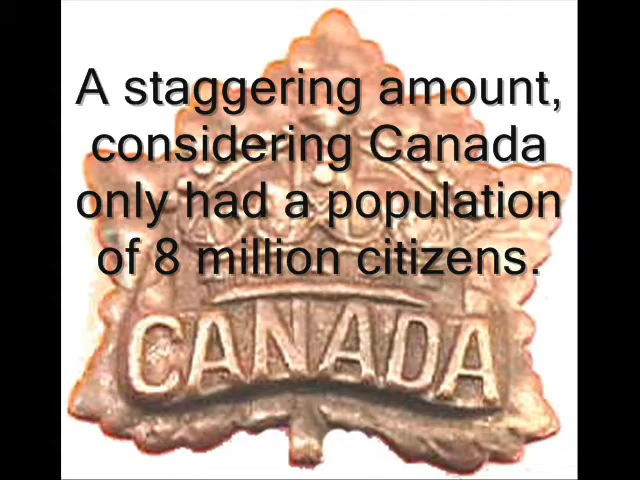 A staggering amount,
considering Canada
only had a population
of 8 million citizens.
CANADA